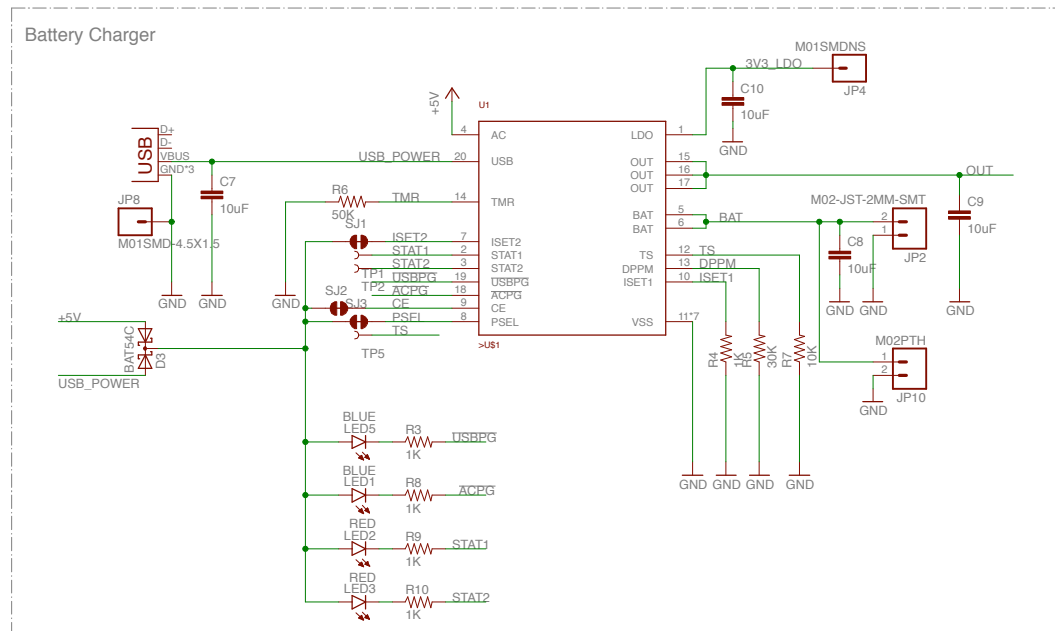 Battery Charger
M01SMDNS
3V3_LDO
JP4
C10
10uF
GND
+5V
U1
4
AC
LDO
1
USB
D+
D-
VBUS
GND*3
USB_POWER
20
USB
OUT
15
OUT
16
OUT
17
OUT
JP8
M01SMD-4.5X1.5
C7
10uF
R6
50K
TMR
14
TMR
BAT
5
BAT
6
BAT
M02-JST-2MM-SMT
2
1
JP2
C9
10uF
C8
10uF
SJ1
ISET2
7
ISET2
STAT1
2
STAT1
TP1
STAT2
3
STAT2
TP2
USBPG
19
USBPG
ACPG
18
ACPG
SJ2
CE
9
CE
SJ3
PSEL
8
PSEL
TS
TP5
TS
12
TS
DPPM
13
DPPM
ISET1
10
ISET1
VSS
11*7
>U$1
GND
GND
GND
GND
GND
GND
+5V
BAT54C
D3
USB_POWER
R4
1K
R5
30K
R7
10K
M02PTH
1
2
JP10
GND
BLUE
LED5
R3
1K
USBPG
BLUE
LED1
R8
1K
ACPG
RED
LED2
R9
1K
STAT1
RED
LED3
R10
1K
STAT2
GND
GND
GND
GND